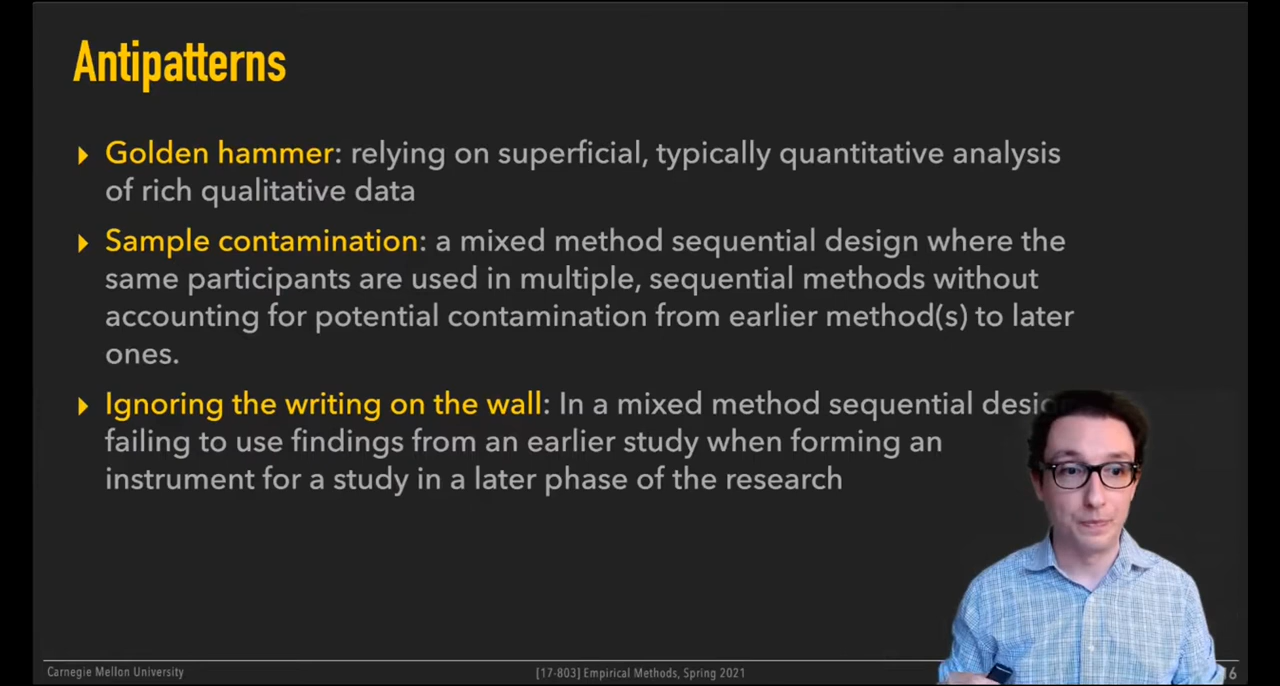 Antipatterns
Golden hammer: relying on superficial, typically quantitative analysis
of rich qualitative data
Sample contamination: a mixed method sequential design where the
same participants are used in multiple, sequential methods without
accounting for potential contamination from earlier method(s) to later
ones.
Ignoring the writing on the wall: In a mixed method sequential
failing to use findings from an earlier study when forming an
instrument for a study in a later phase of the research
Carnegie Mellon University
[17-803] Empirical Methods, Spring 2021